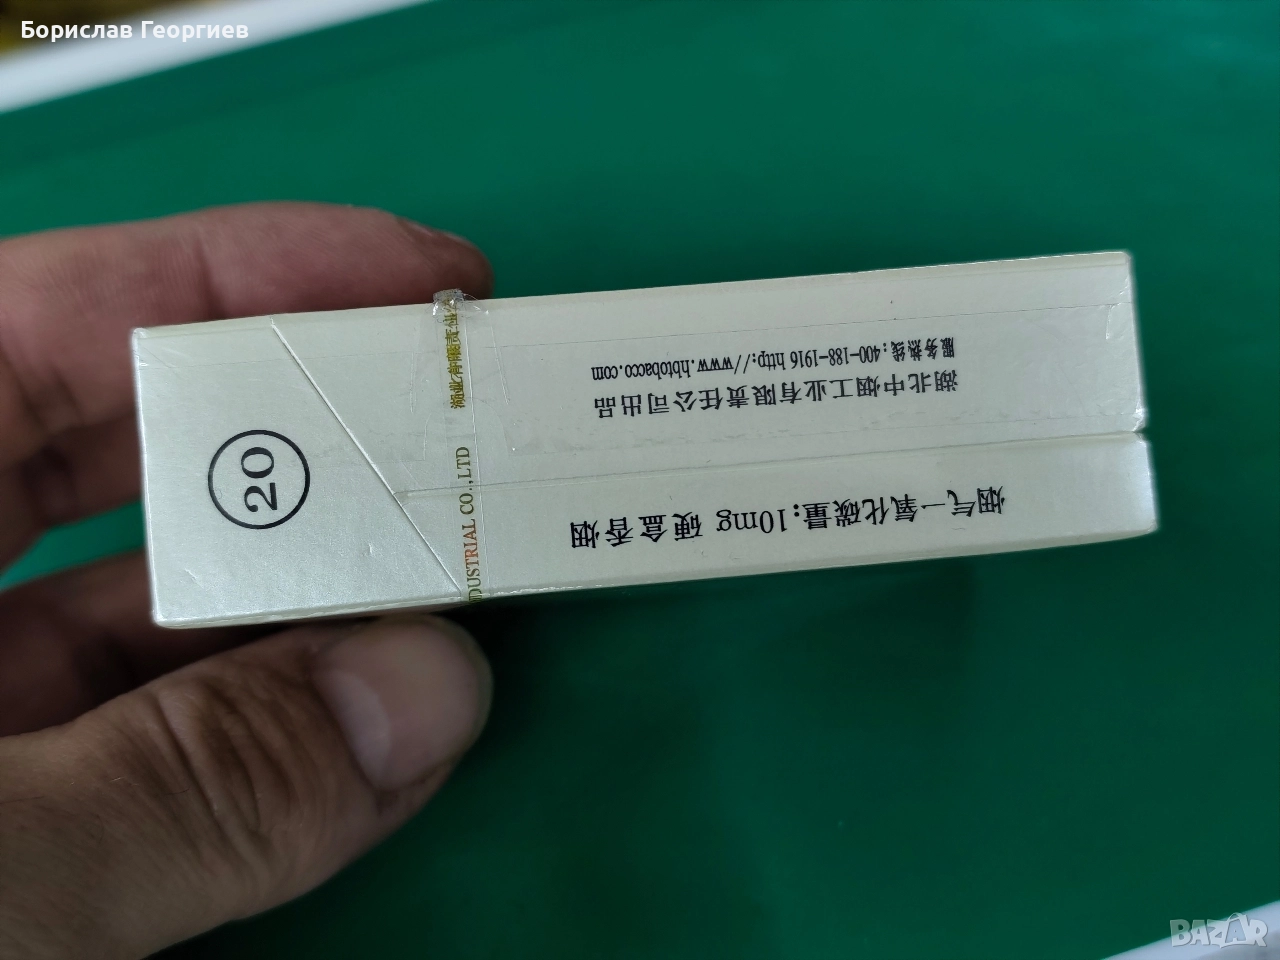 Борислав Георгиев
烟气一氧化碳量:10mg 硬盒香烟
湖北中烟工业有限责任公司出品
服务热线:400-188-1916 http://www.hbtobacco.com
20
DUSTRIAL CO.,LTD
BAZAR